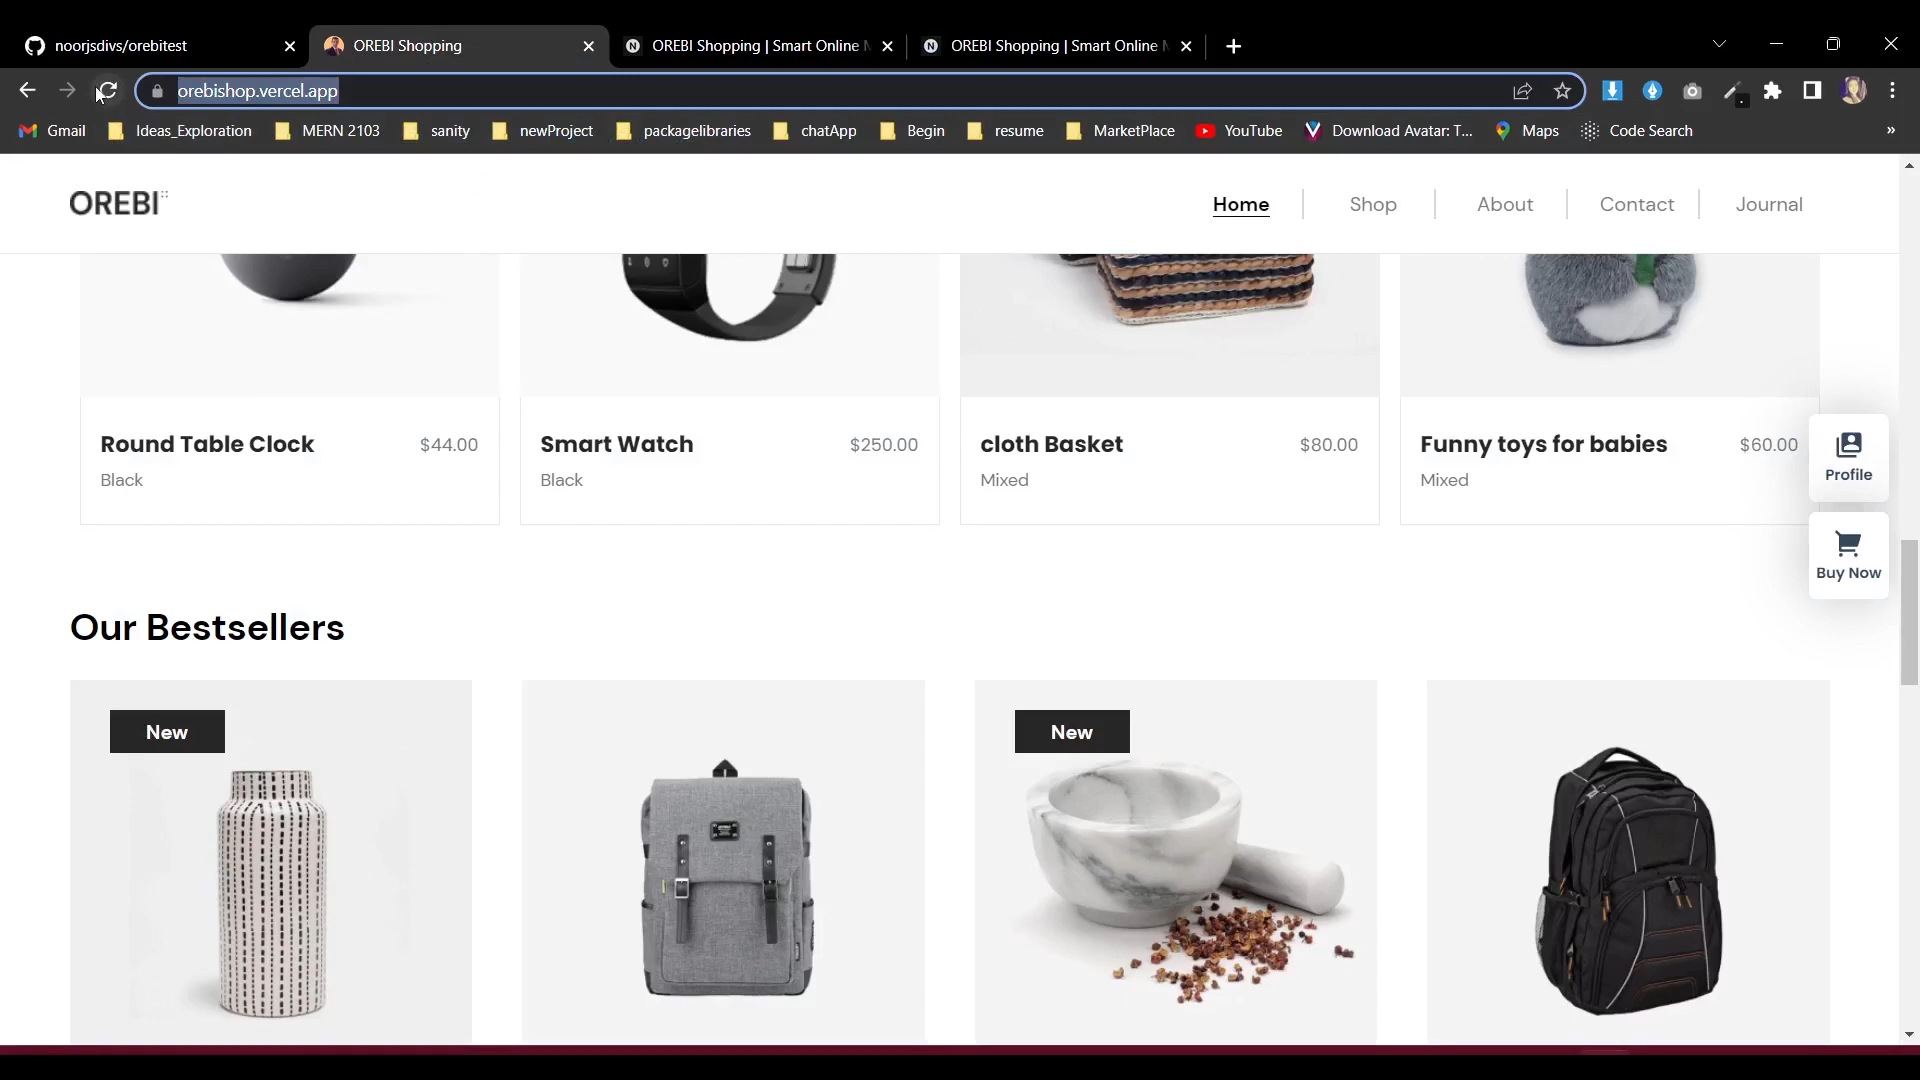 noorjsdivs/orebitest
OREBI Shopping
OREBI Shopping | Smart Online
OREBI Shopping | Smart Online
orebishop.vercel.app
Gmail
Ideas_Exploration
MERN 2103
sanity
newProject
packagelibraries
chatApp
Begin
resume
MarketPlace
YouTube
Download Avatar: T...
Maps
Code Search
»
OREBI
Home
Shop
About
Contact
Journal
Round Table Clock $44.00
Black
Smart Watch $250.00
Black
cloth Basket $80.00
Mixed
Funny toys for babies $60.00
Mixed
Profile
Buy Now
Our Bestsellers
New
New